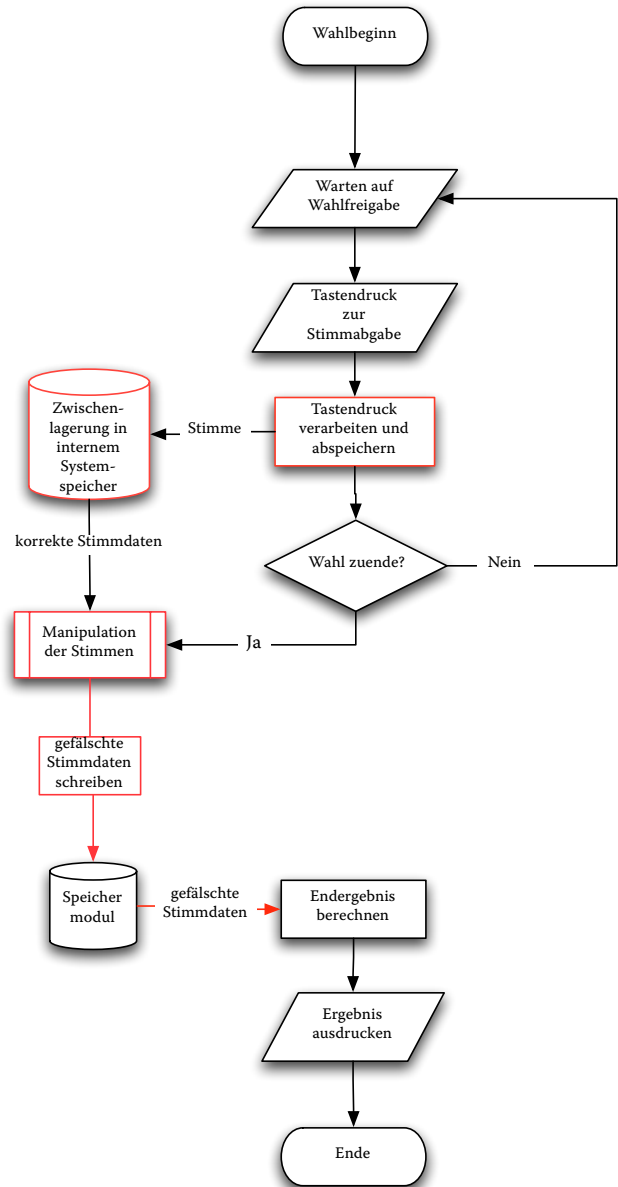 Wahlbeginn
Warten auf
Wahlfreigabe
Tastendruck
zur
Stimmabgabe
Tastendruck
verarbeiten und
abspeichern
Stimme
Zwischen-
lagerung in
internem
System-
speicher
korrekte Stimmdaten
Wahl zuende?
Nein
Ja
Manipulation
der Stimmen
gefälschte
Stimmdaten
schreiben
Speicher
modul
gefälschte
Stimmdaten
Endergebnis
berechnen
Ergebnis
ausdrucken
Ende